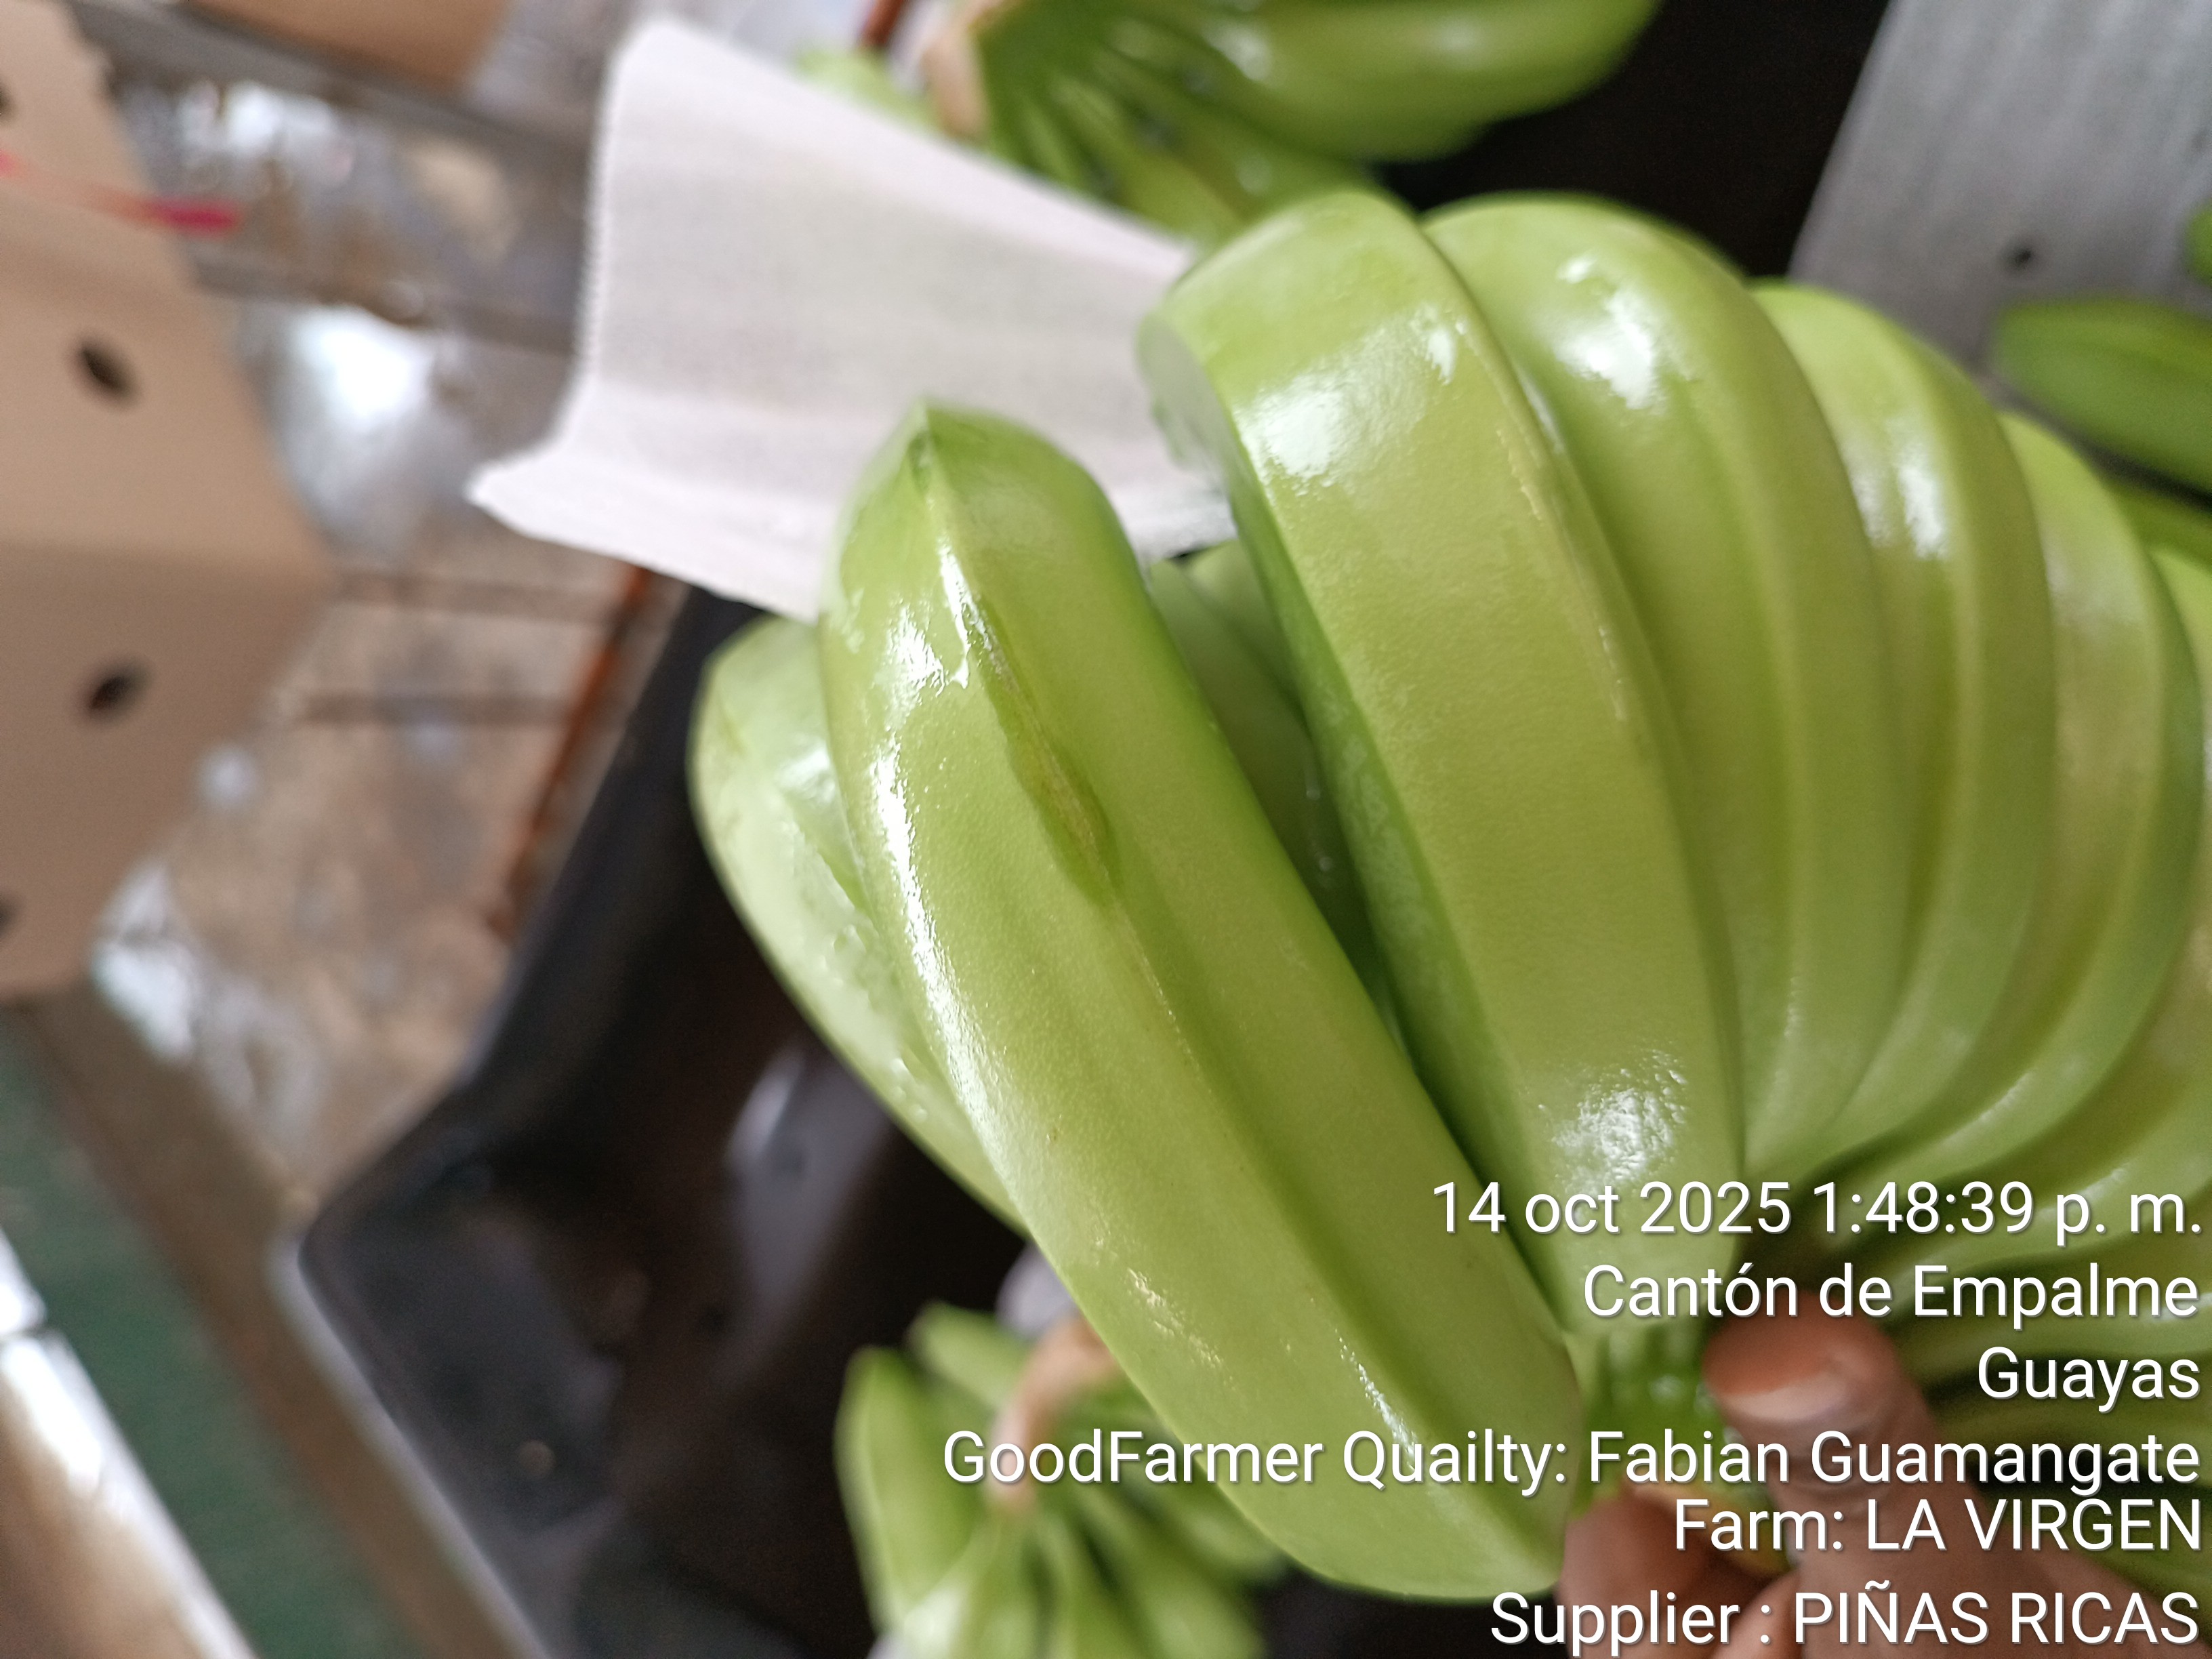 14 oct 2025 1:48:39 p. m.
Cantón de Empalme
Guayas
GoodFarmer Quailty: Fabian Guamangate
Farm: LA VIRGEN
Supplier : PIÑAS RICAS